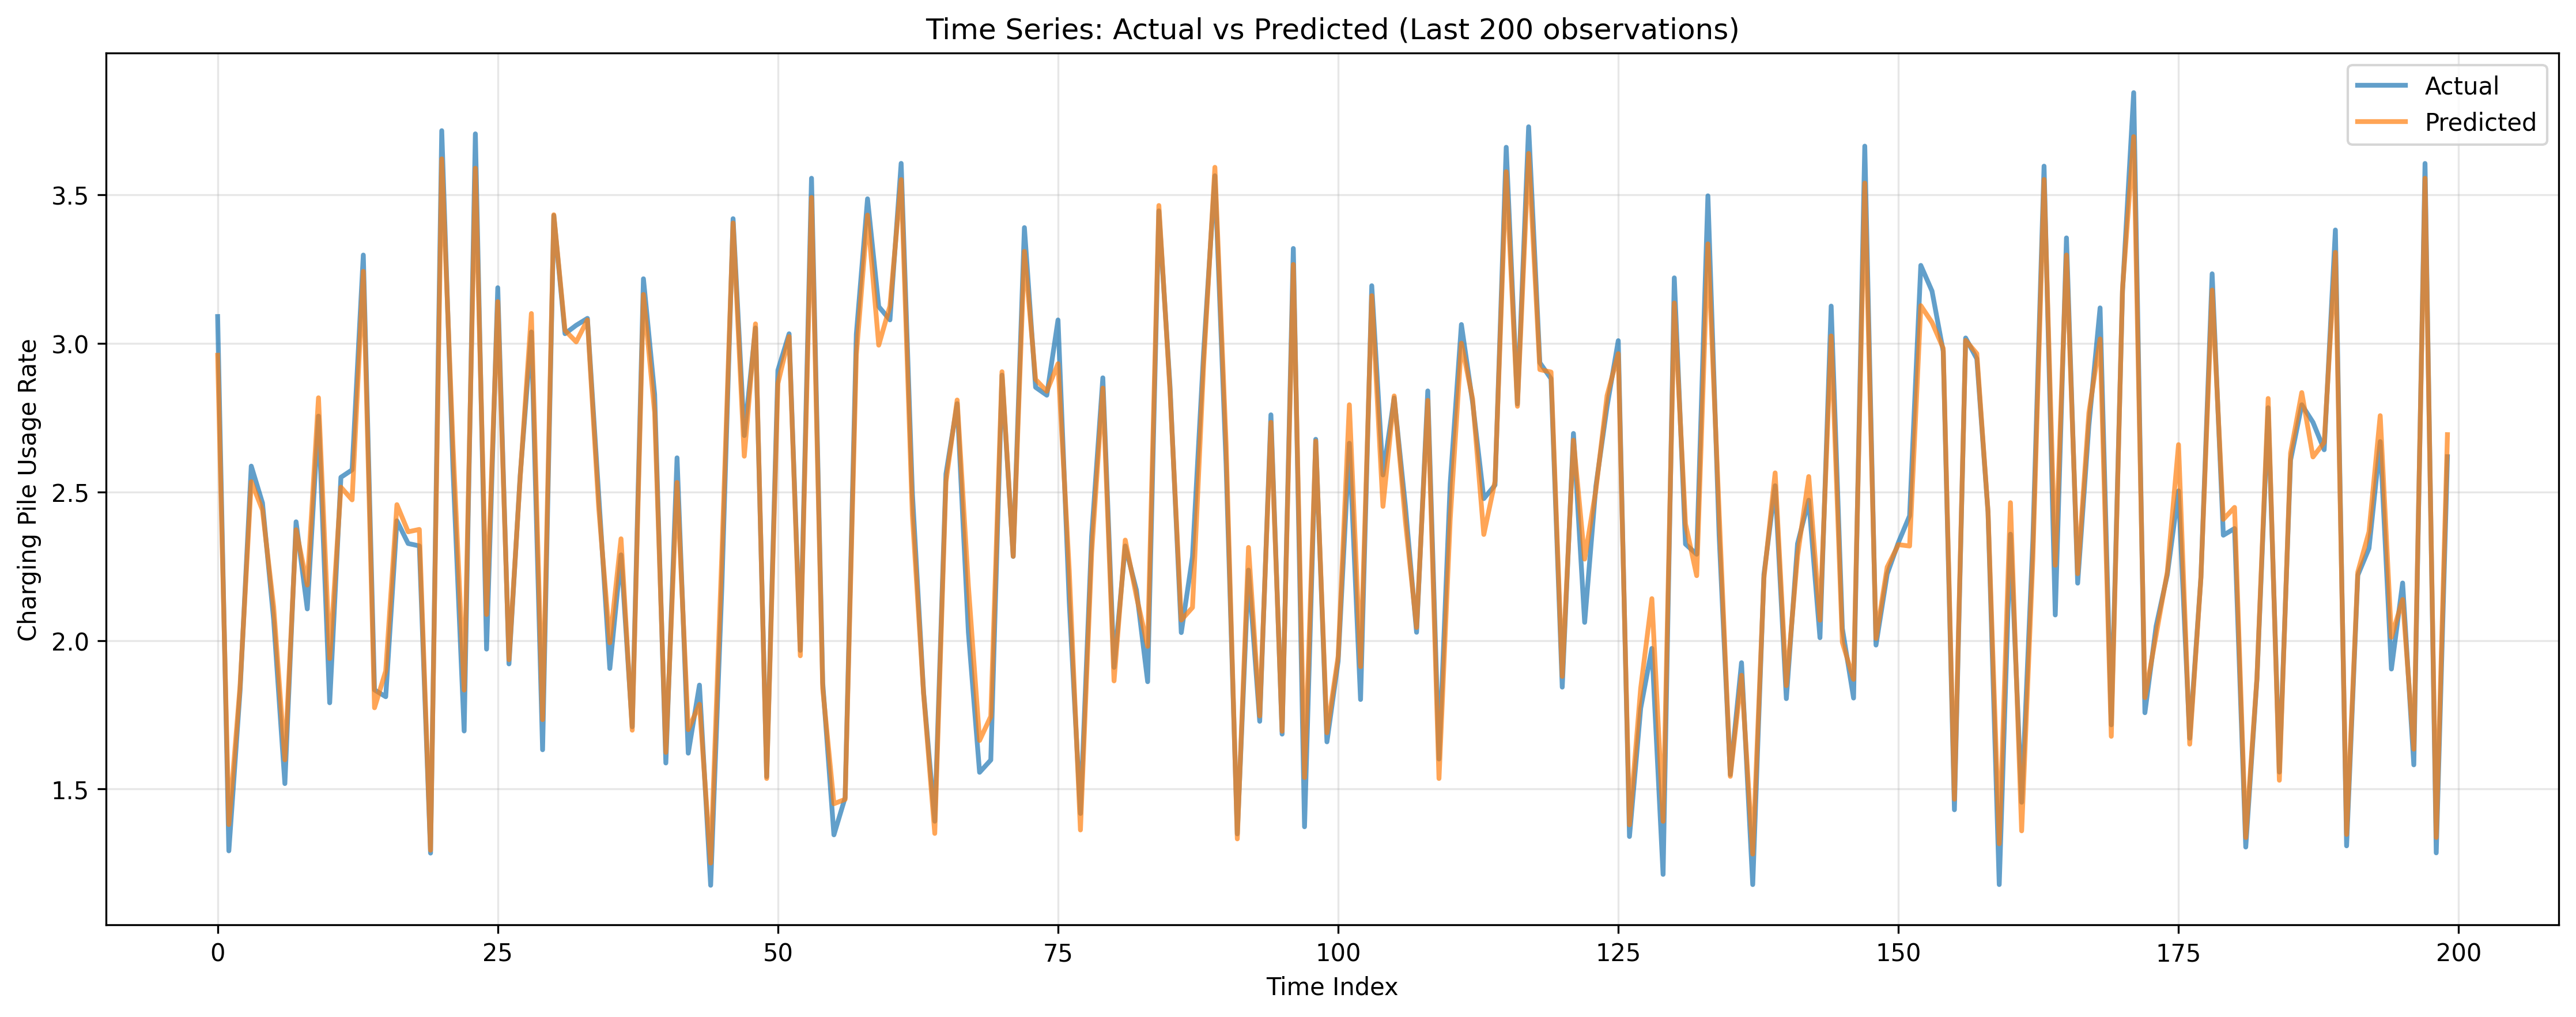 Time Series: Actual vs Predicted (Last 200 observations)
Actual
Predicted
Charging Pile Usage Rate
3.5
3.0
2.5
2.0
1.5
0 25 50 75 100 125 150 175 200
Time Index